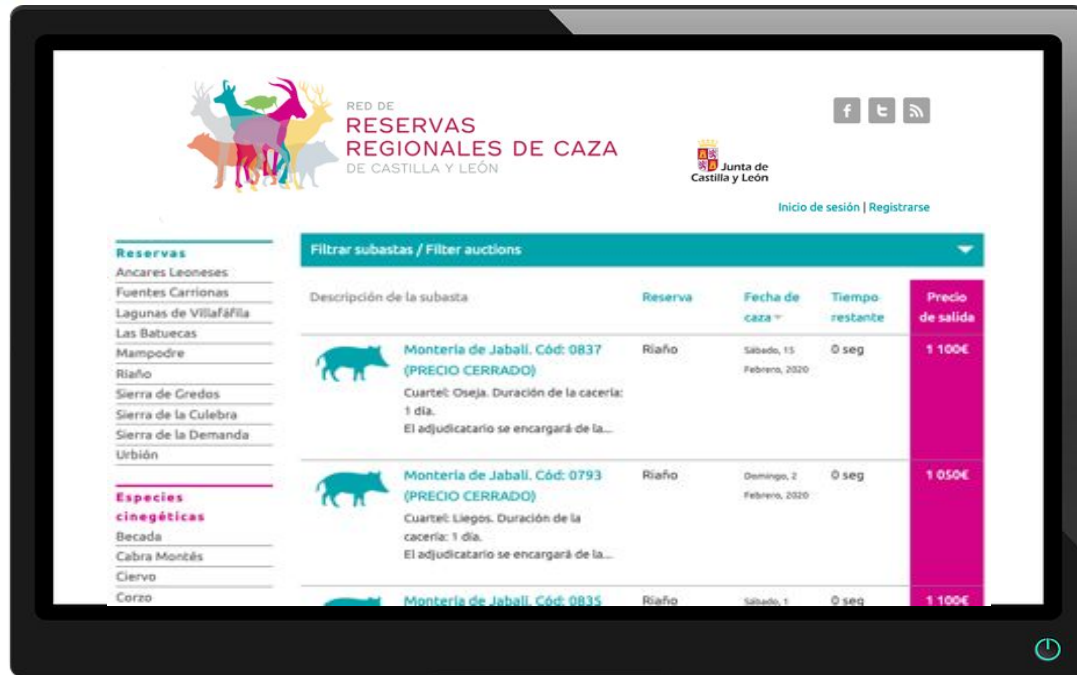 RED DE
RESERVAS
REGIONALES DE CAZA
DE CASTILLA Y LEÓN
Junta de
Castilla y León
Inicio de sesión | Registrarse
Reservas
Ancares Leoneses
Fuentes Carrionas
Lagunas de Villafáfila
Las Batuecas
Mampodre
Riaño
Sierra de Gredos
Sierra de la Culebra
Sierra de la Demanda
Urbión
Especies
cinegéticas
Becada
Cabra Montés
Ciervo
Corzo
Filtrar subastas / Filter auctions
Descripción de la subasta
Reserva
Fecha de
caza
Tiempo
restante
Precio
de salida
Montería de Jabalí. Cód: 0837
(PRECIO CERRADO)
Cuartel: Oseja. Duración de la cacería:
1 día.
El adjudicatario se encargará de la...
Riaño
Sábado, 15
Febrero, 2020
0 seg
1 100€
Montería de Jabalí. Cód: 0793
(PRECIO CERRADO)
Cuartel: Liegos. Duración de la
cacería: 1 día.
El adjudicatario se encargará de la...
Riaño
Domingo, 2
Febrero, 2020
0 seg
1 050€
Montería de Jabalí. Cód: 0835
Riaño
Sábado, 1
0 seg
1 100€